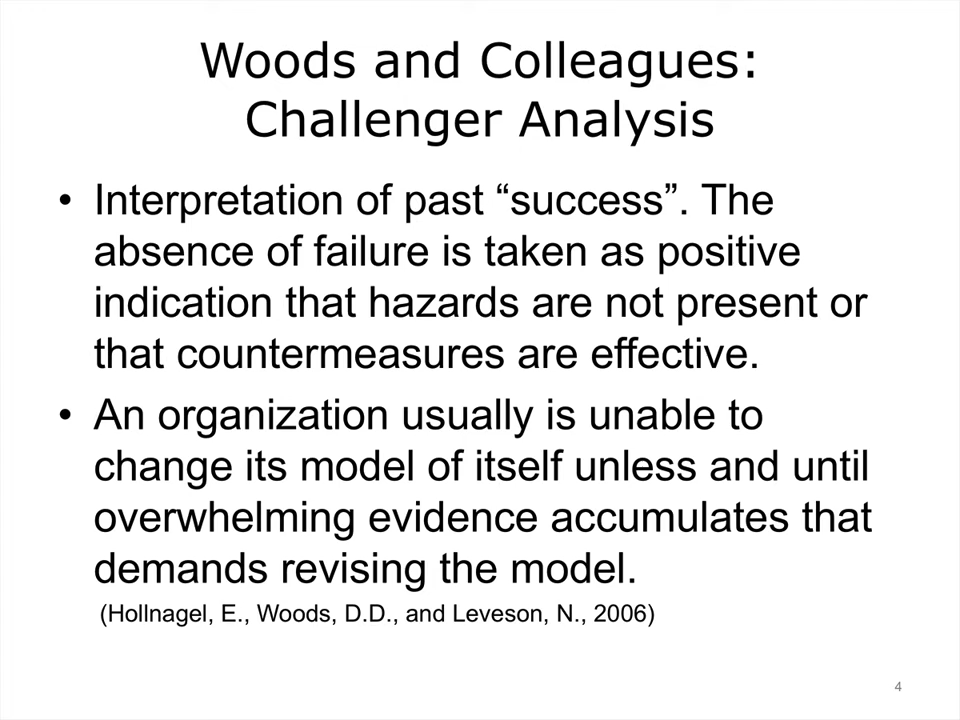 Woods and Colleagues:
Challenger Analysis
• Interpretation of past “success”. The
absence of failure is taken as positive
indication that hazards are not present or
that countermeasures are effective.
• An organization usually is unable to
change its model of itself unless and until
overwhelming evidence accumulates that
demands revising the model.
(Hollnagel, E., Woods, D.D., and Leveson, N., 2006)
4